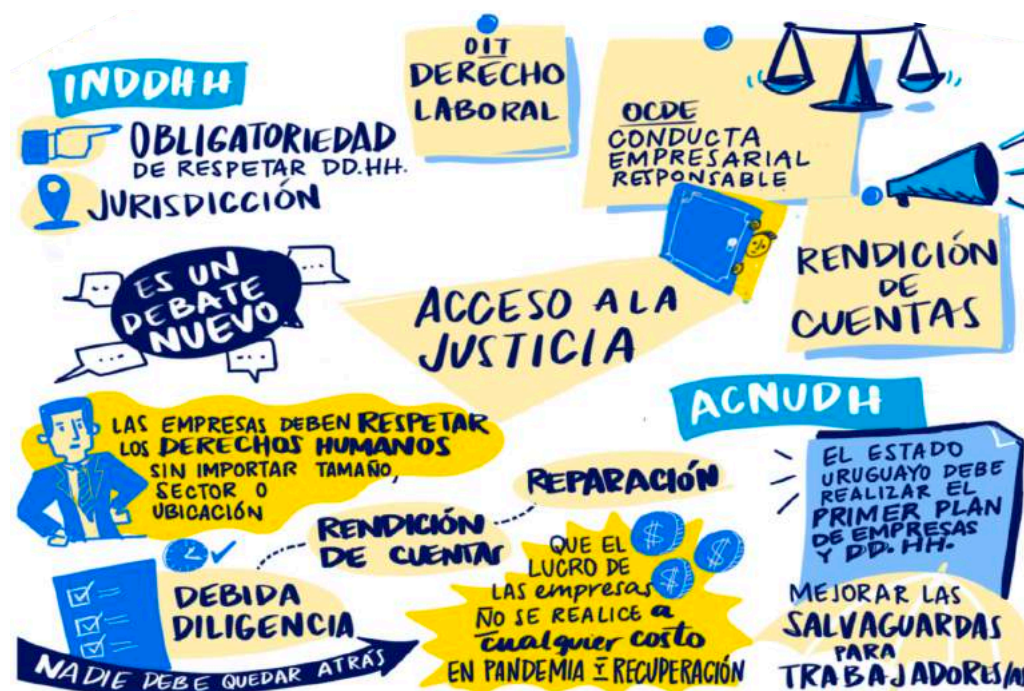 INDDHH
OBLIGATORIEDAD
DE RESPETAR DD.HH.
JURISDICCIÓN
OIT
DERECHO
LABORAL
OCDE
CONDUCTA
EMPRESARIAL
RESPONSABLE
RENDICIÓN
DE
CUENTAS
ES UN
DEBATE
NUEVO
ACCESO A LA
JUSTICIA
LAS EMPRESAS DEBEN RESPETAR
LOS DERECHOS HUMANOS
SIN IMPORTAR TAMAÑO,
SECTOR O
UBICACIÓN
DEBIDA
DILIGENCIA
RENDICIÓN
DE CUENTAS
REPARACIÓN
NADIE DEBE QUEDAR ATRÁS
QUE EL
LUCRO DE
LAS empresas
NO SE REALICE a
cualquier costo
EN PANDEMIA Y RECUPERACIÓN
ACNUDH
EL ESTADO
URUGUAYO DEBE
REALIZAR EL
PRIMER PLAN
DE EMPRESAS
Y DD. HH.
MEJORAR LAS
SALVAGUARDAS
PARA
TRABAJADORES/AS